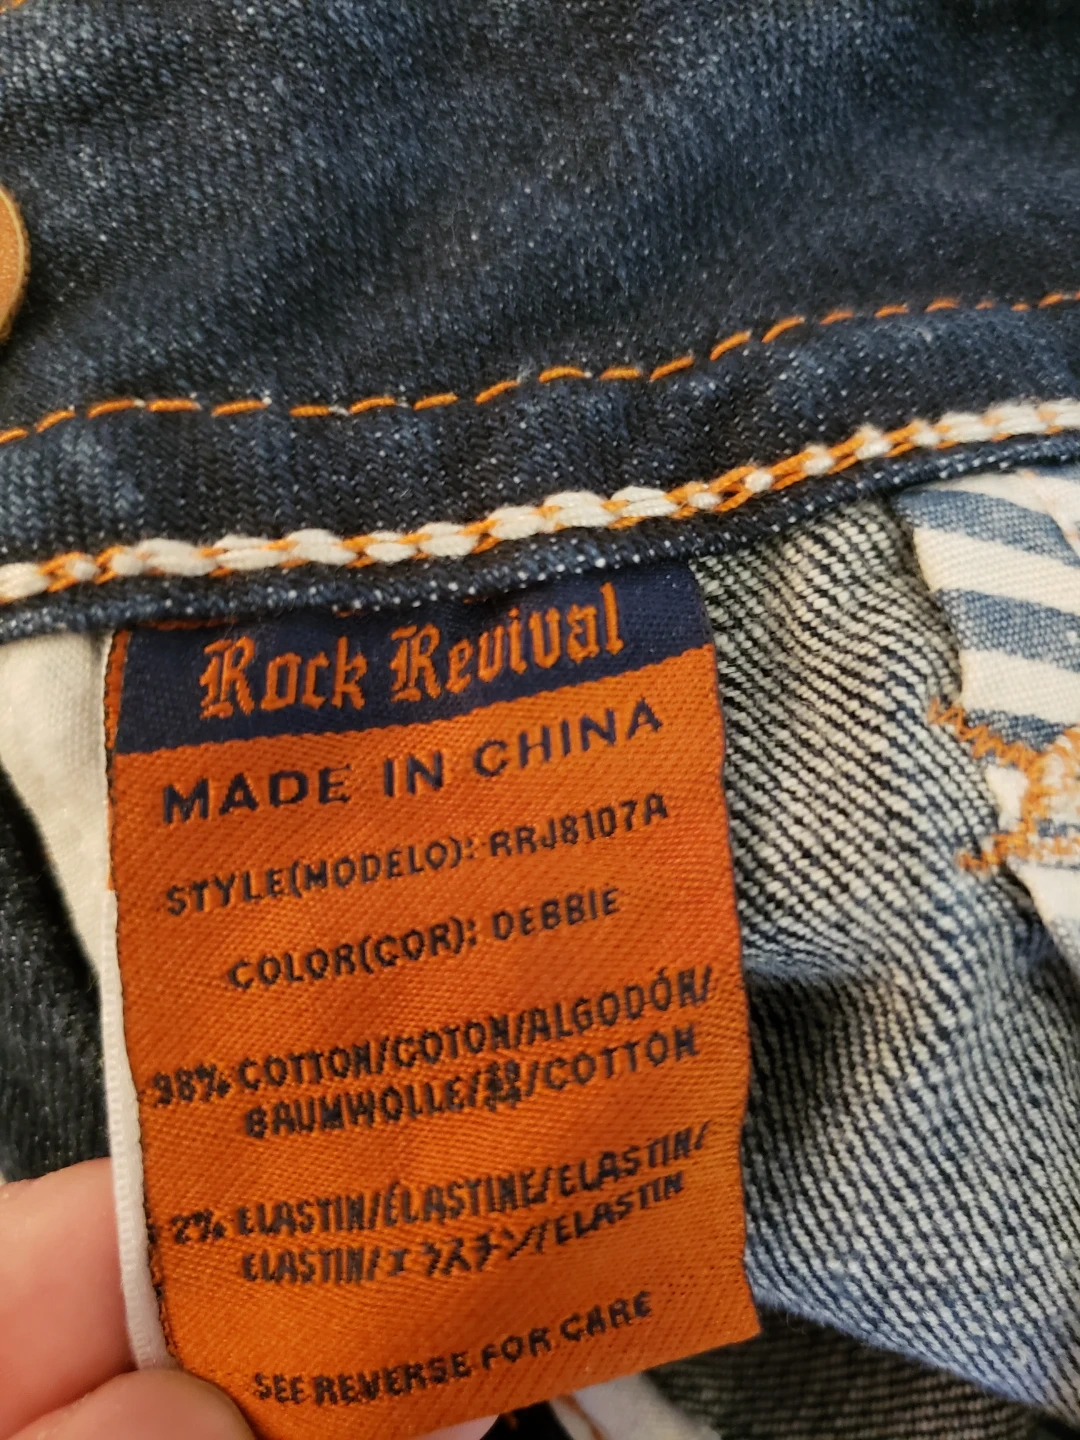 Rock Revival
MADE IN CHINA
STYLE(MODELO): RRJ8107A
COLOR(COR): DEBBIE
98% COTTON/COTON/ALGODÓN/
BAUMWOLLE/綿/COTTON
2% ELASTIN/ÉLASTINE/ELASTIN/
ELASTIN/エラスチン/ELASTIN
SEE REVERSE FOR CARE